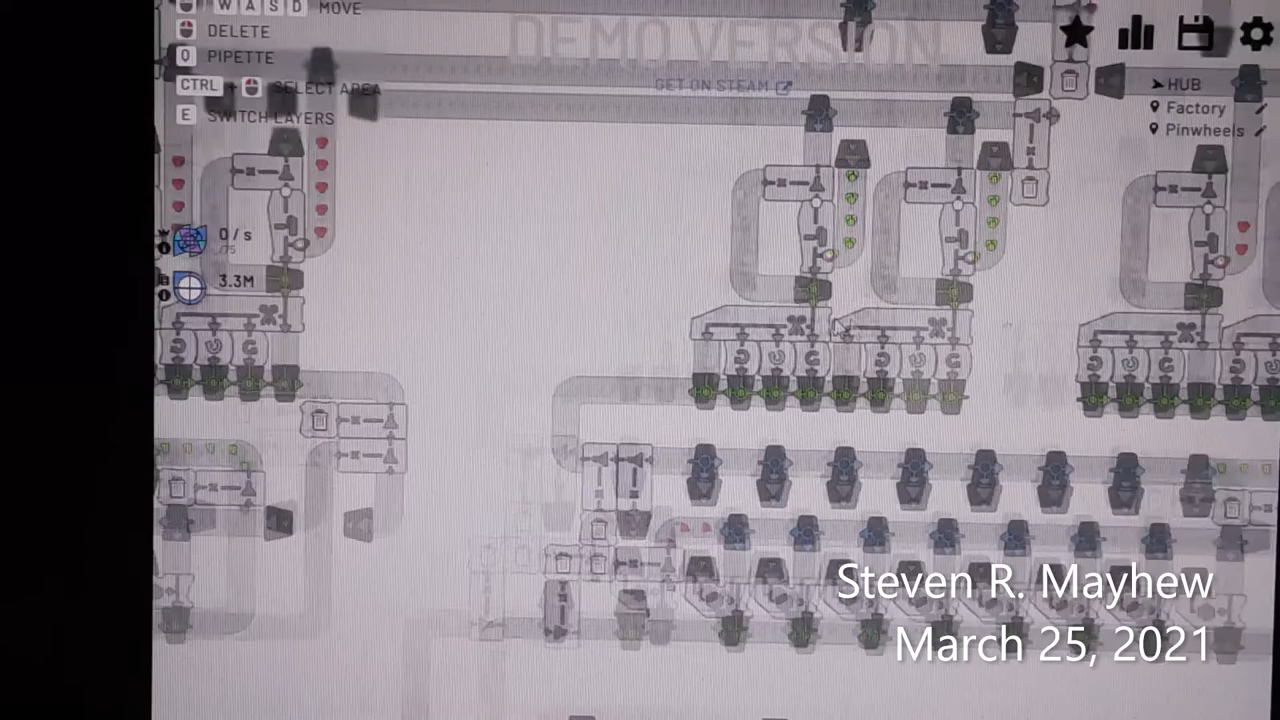 W A S D MOVE
DELETE
Q PIPETTE
CTRL + SELECT AREA
E SWITCH LAYERS
DEMO VERSION
GET ON STEAM
HUB
Factory
Pinwheels
0 / s
/75
3.3M
Steven R. Mayhew
March 25, 2021